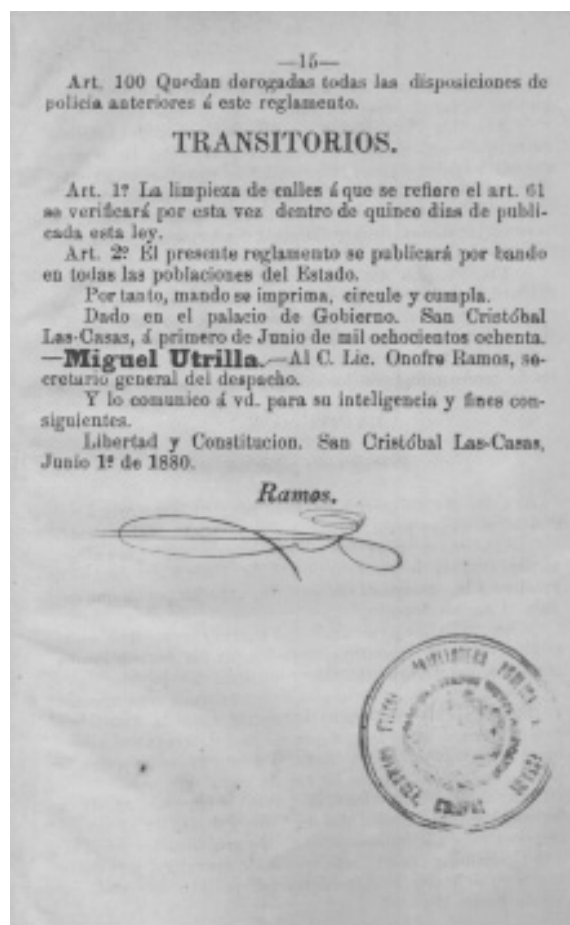 —15—
Art. 100 Quedan derogadas todas las disposiciones de
policía anteriores á este reglamento.
TRANSITORIOS.
Art. 1º La limpieza de calles á que se refiere el art. 61
se verificará por esta vez dentro de quince dias de publi-
cada esta ley.
Art. 2º El presente reglamento se publicará por bando
en todas las poblaciones del Estado.
Por tanto, mando se imprima, circule y cumpla.
Dado en el palacio de Gobierno. San Cristóbal
Las-Casas, á primero de Junio de mil ochocientos ochenta.
—Miguel Utrilla.—Al C. Lic. Onofre Ramos, se-
cretario general del despacho.
Y lo comunico á vd. para su inteligencia y fines con-
siguientes.
Libertad y Constitucion. San Cristóbal Las-Casas,
Junio 1º de 1880.
Ramos.
BIBLIOTECA PUBLICA
CHIAPAS